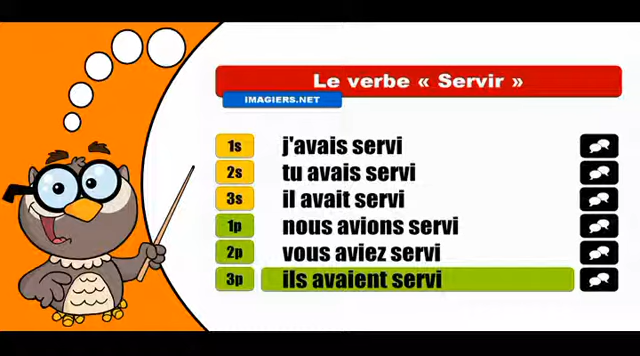 Le verbe « Servir »
IMAGIERS.NET
1s j'avais servi
2s tu avais servi
3s il avait servi
1p nous avions servi
2p vous aviez servi
3p ils avaient servi